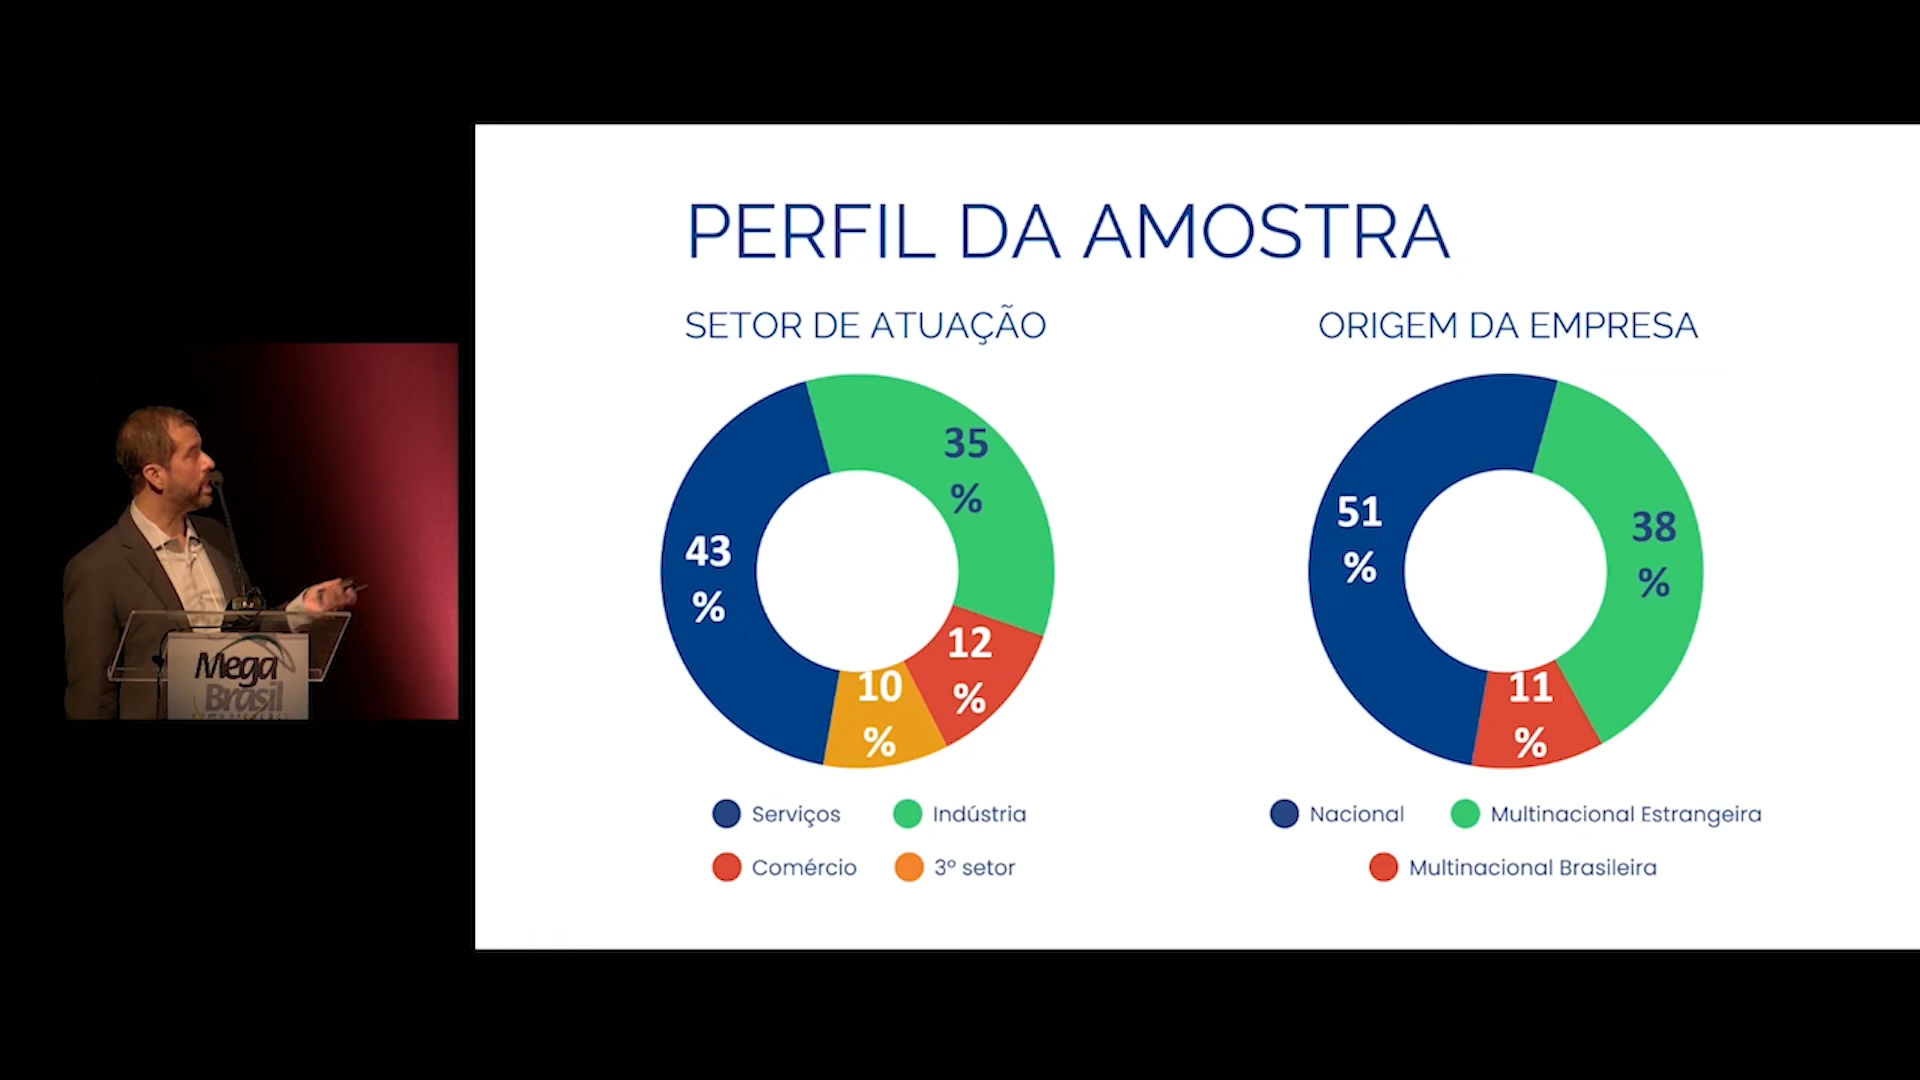 PERFIL DA AMOSTRA
SETOR DE ATUAÇÃO
35
%
43
%
12
%
10
%
Serviços
Indústria
Comércio
3º setor
ORIGEM DA EMPRESA
51
%
38
%
11
%
Nacional
Multinacional Estrangeira
Multinacional Brasileira
Mega
Brasil